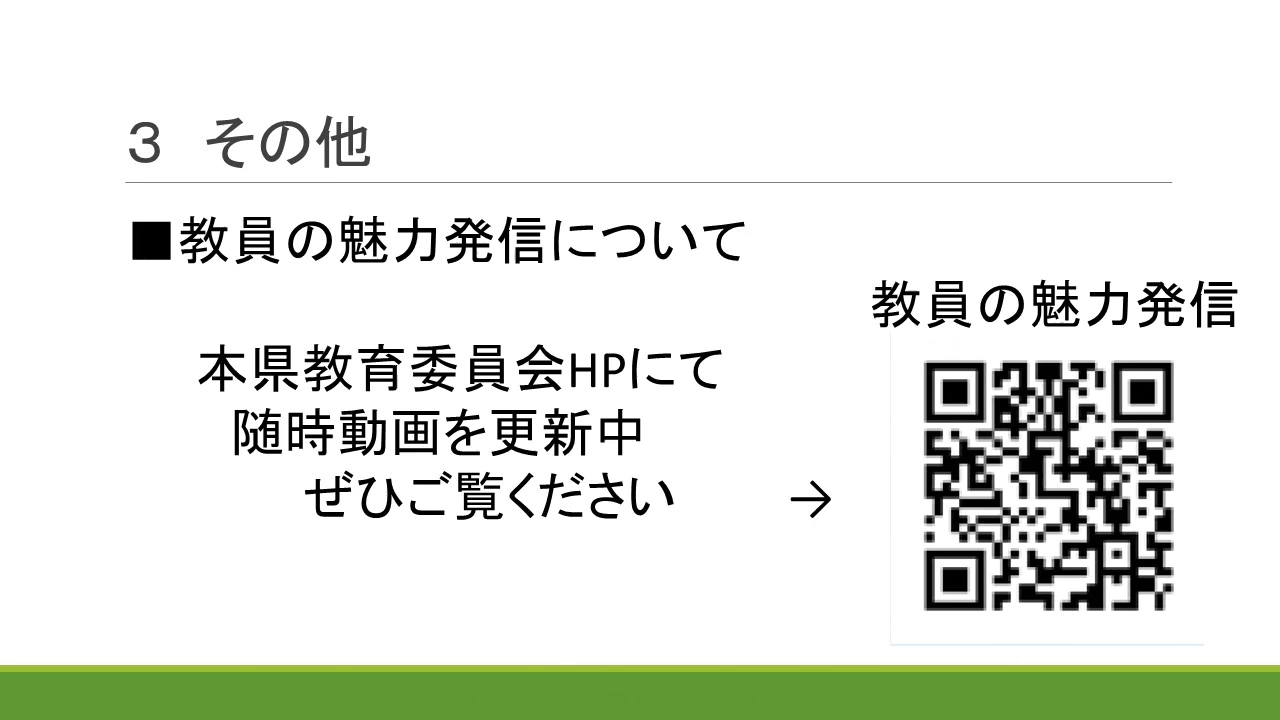 ３　その他
■教員の魅力発信について
教員の魅力発信
本県教育委員会HPにて
随時動画を更新中
ぜひご覧ください　　→